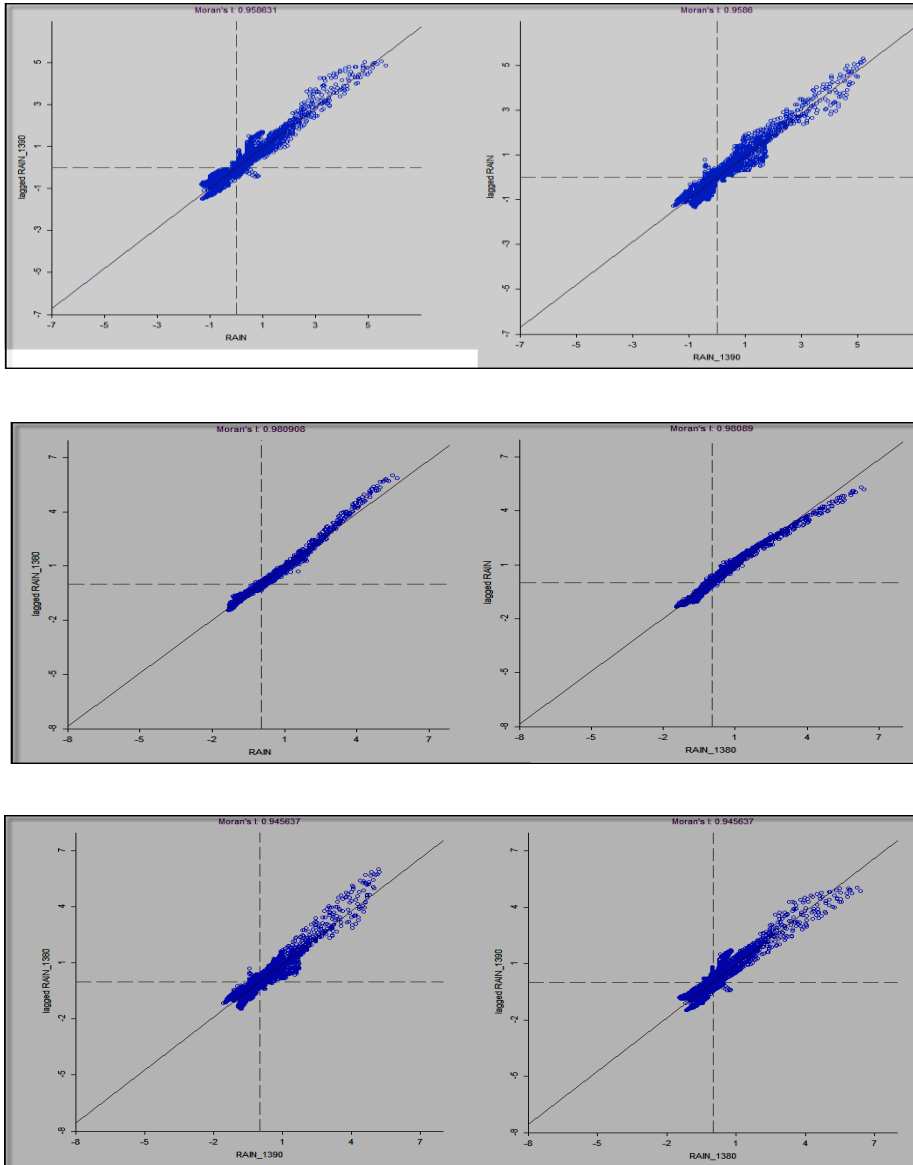 Moran's I: 0.958631
lagged RAIN_1390
5
3
1
-1
-3
-5
-7
-7 -5 -3 -1 1 3 5
RAIN
Moran's I: 0.9586
lagged RAIN
5
3
1
-1
-3
-5
-7
-7 -5 -3 -1 1 3 5
RAIN_1390
Moran's I: 0.980908
lagged RAIN_1380
7
4
1
-2
-5
-8
-8 -5 -2 1 4 7
RAIN
Moran's I: 0.98089
lagged RAIN
7
4
1
-2
-5
-8
-8 -5 -2 1 4 7
RAIN_1380
Moran's I: 0.945637
lagged RAIN_1380
7
4
1
-2
-5
-8
-8 -5 -2 1 4 7
RAIN_1390
Moran's I: 0.945637
lagged RAIN_1390
7
4
1
-2
-5
-8
-8 -5 -2 1 4 7
RAIN_1380